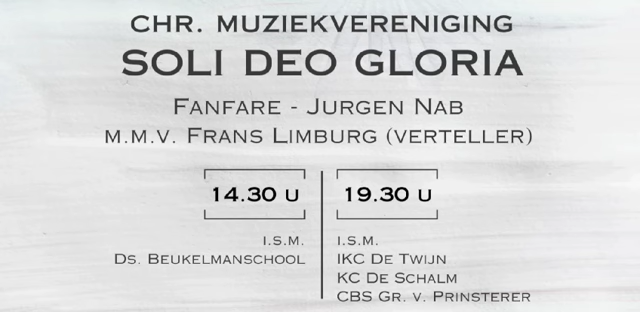 CHR. MUZIEKVERENIGING
SOLI DEO GLORIA
FANFARE - JURGEN NAB
M.M.V. FRANS LIMBURG (VERTELLER)
14.30 U
I.S.M.
DS. BEUKELMANSCHOOL
19.30 U
I.S.M.
IKC DE TWIJN
KC DE SCHALM
CBS GR. V. PRINSTERER